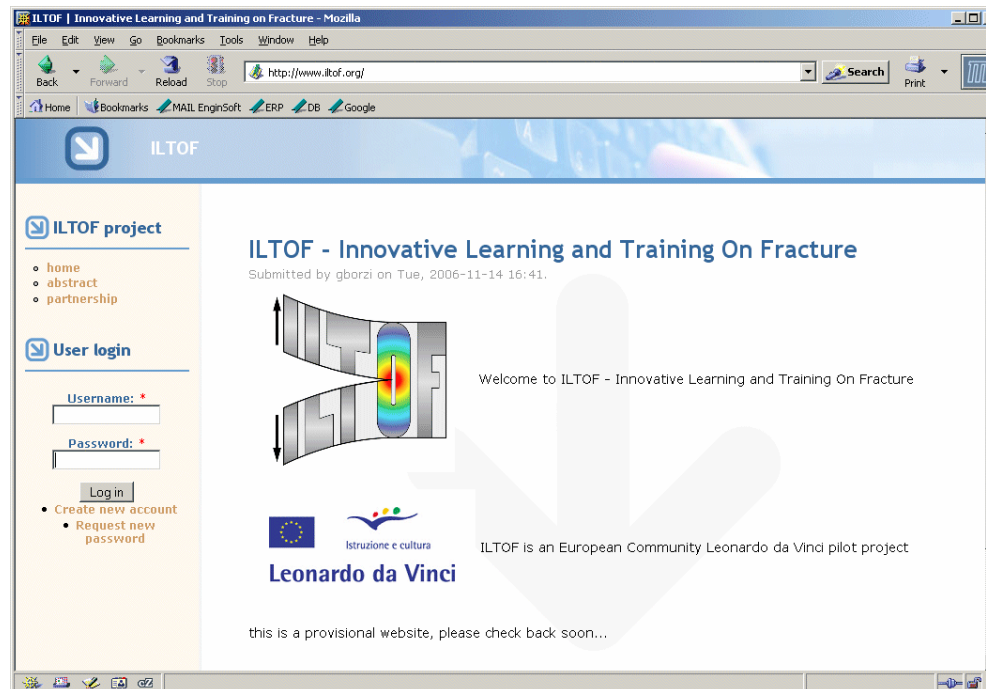 ILTOF | Innovative Learning and Training on Fracture - Mozilla
File Edit View Go Bookmarks Tools Window Help
Back Forward Reload Stop http://www.iltof.org/ Search Print
Home Bookmarks MAIL EnginSoft ERP DB Google
ILTOF
ILTOF project
home
abstract
partnership
User login
Username: *
Password: *
Log in
Create new account
Request new
password
ILTOF - Innovative Learning and Training On Fracture
Submitted by gborzi on Tue, 2006-11-14 16:41.
ILTOF
ILTOF
Welcome to ILTOF - Innovative Learning and Training On Fracture
Istruzione e cultura
Leonardo da Vinci
ILTOF is an European Community Leonardo da Vinci pilot project
this is a provisional website, please check back soon...